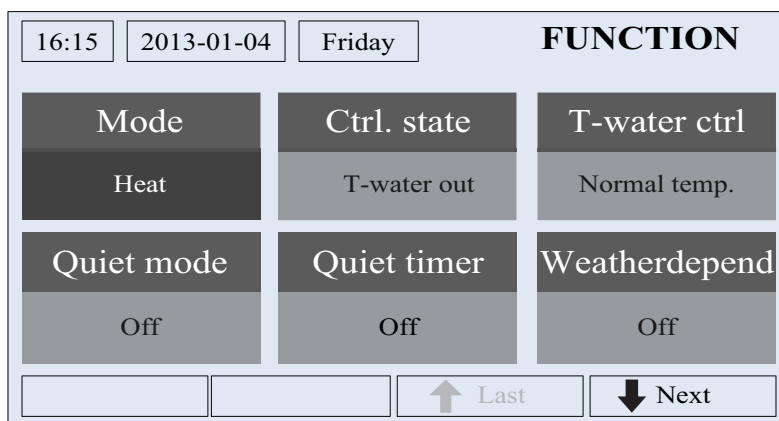 16:15 2013-01-04 Friday FUNCTION
Mode Ctrl. state T-water ctrl
Heat T-water out Normal temp.
Quiet mode Quiet timer Weatherdepend
Off Off Off
Last Next